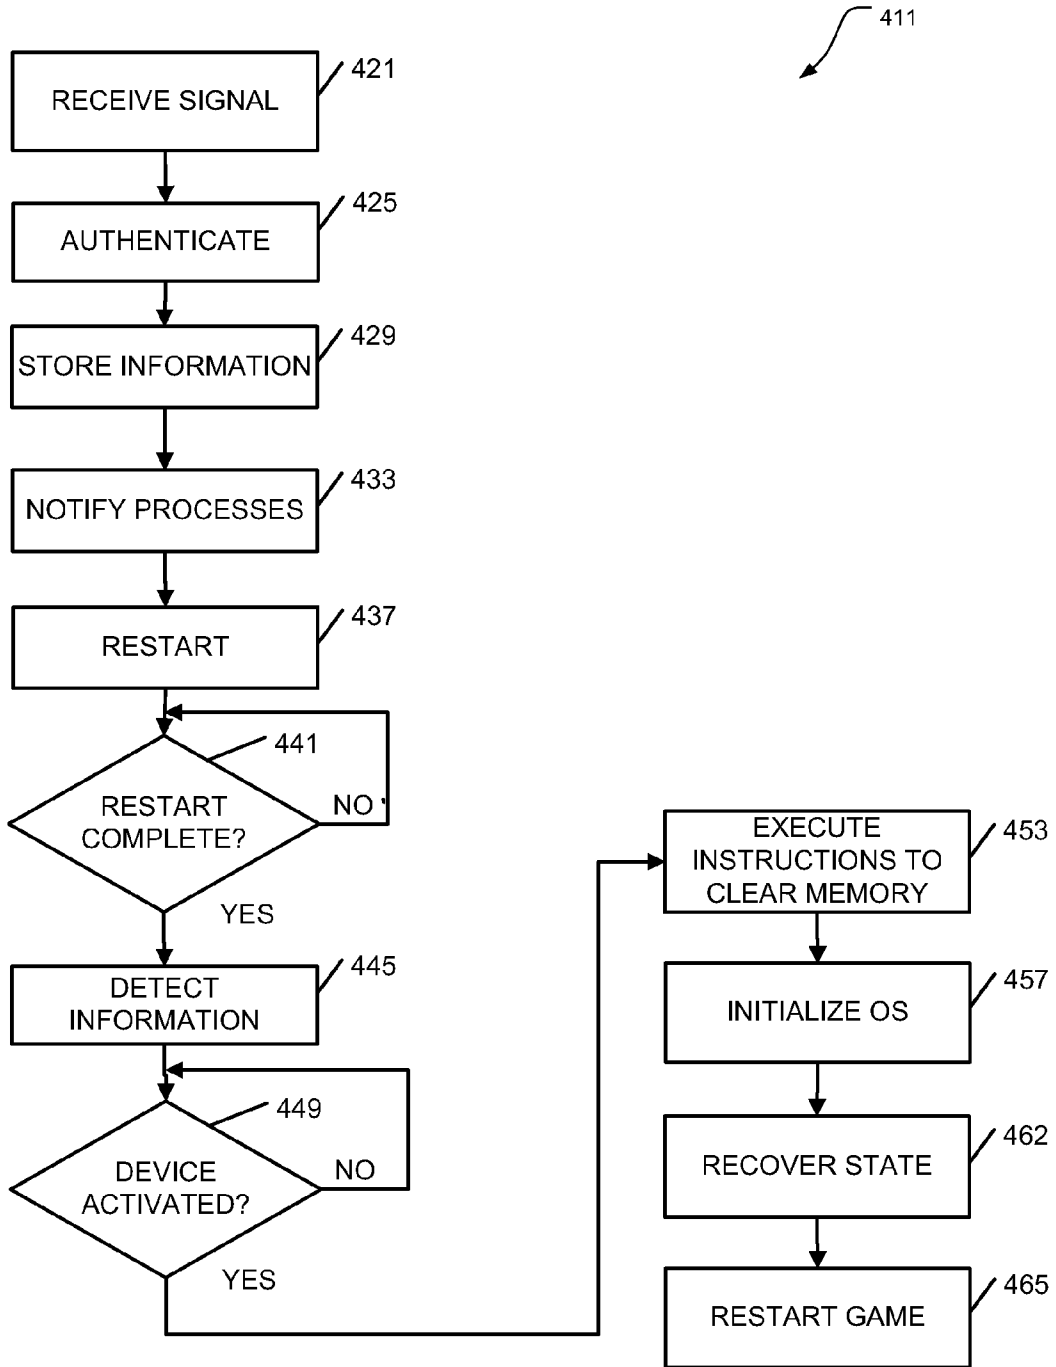 411
RECEIVE SIGNAL
421
AUTHENTICATE
425
STORE INFORMATION
429
NOTIFY PROCESSES
433
RESTART
437
RESTART
COMPLETE?
441
NO
YES
DETECT
INFORMATION
445
DEVICE
ACTIVATED?
449
NO
YES
EXECUTE
INSTRUCTIONS TO
CLEAR MEMORY
453
INITIALIZE OS
457
RECOVER STATE
462
RESTART GAME
465